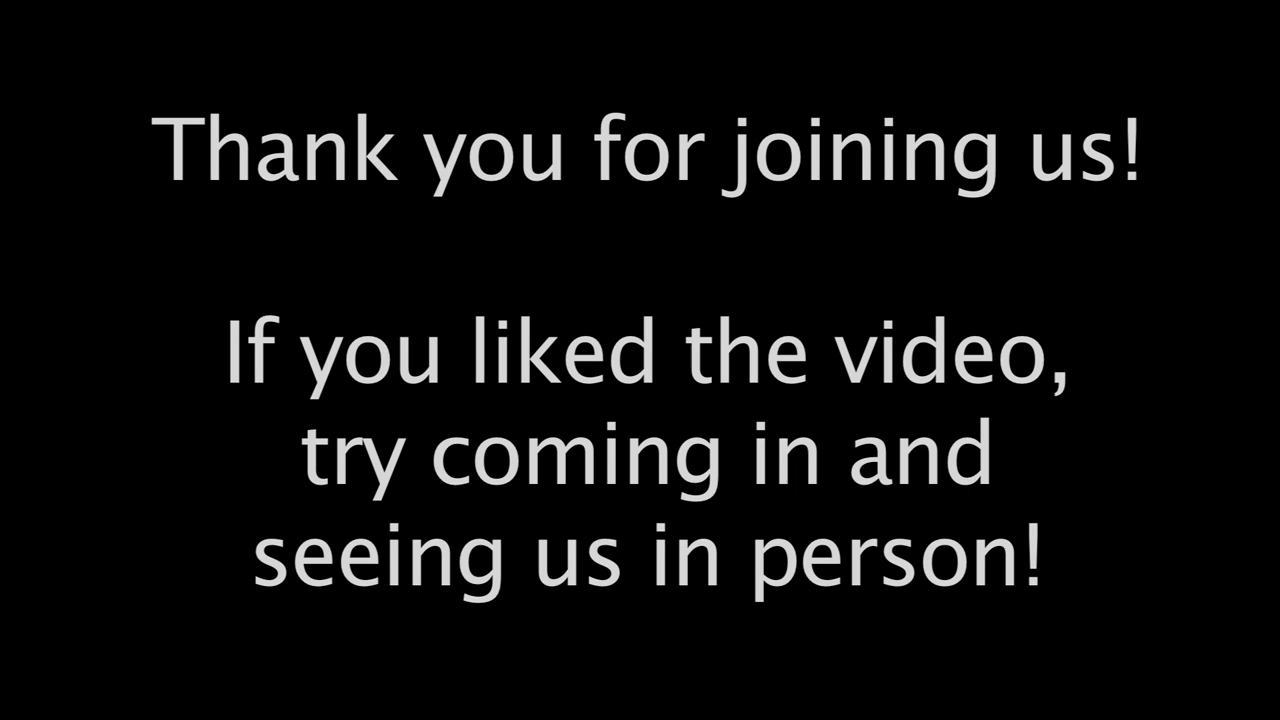 Thank you for joining us!
If you liked the video,
try coming in and
seeing us in person!